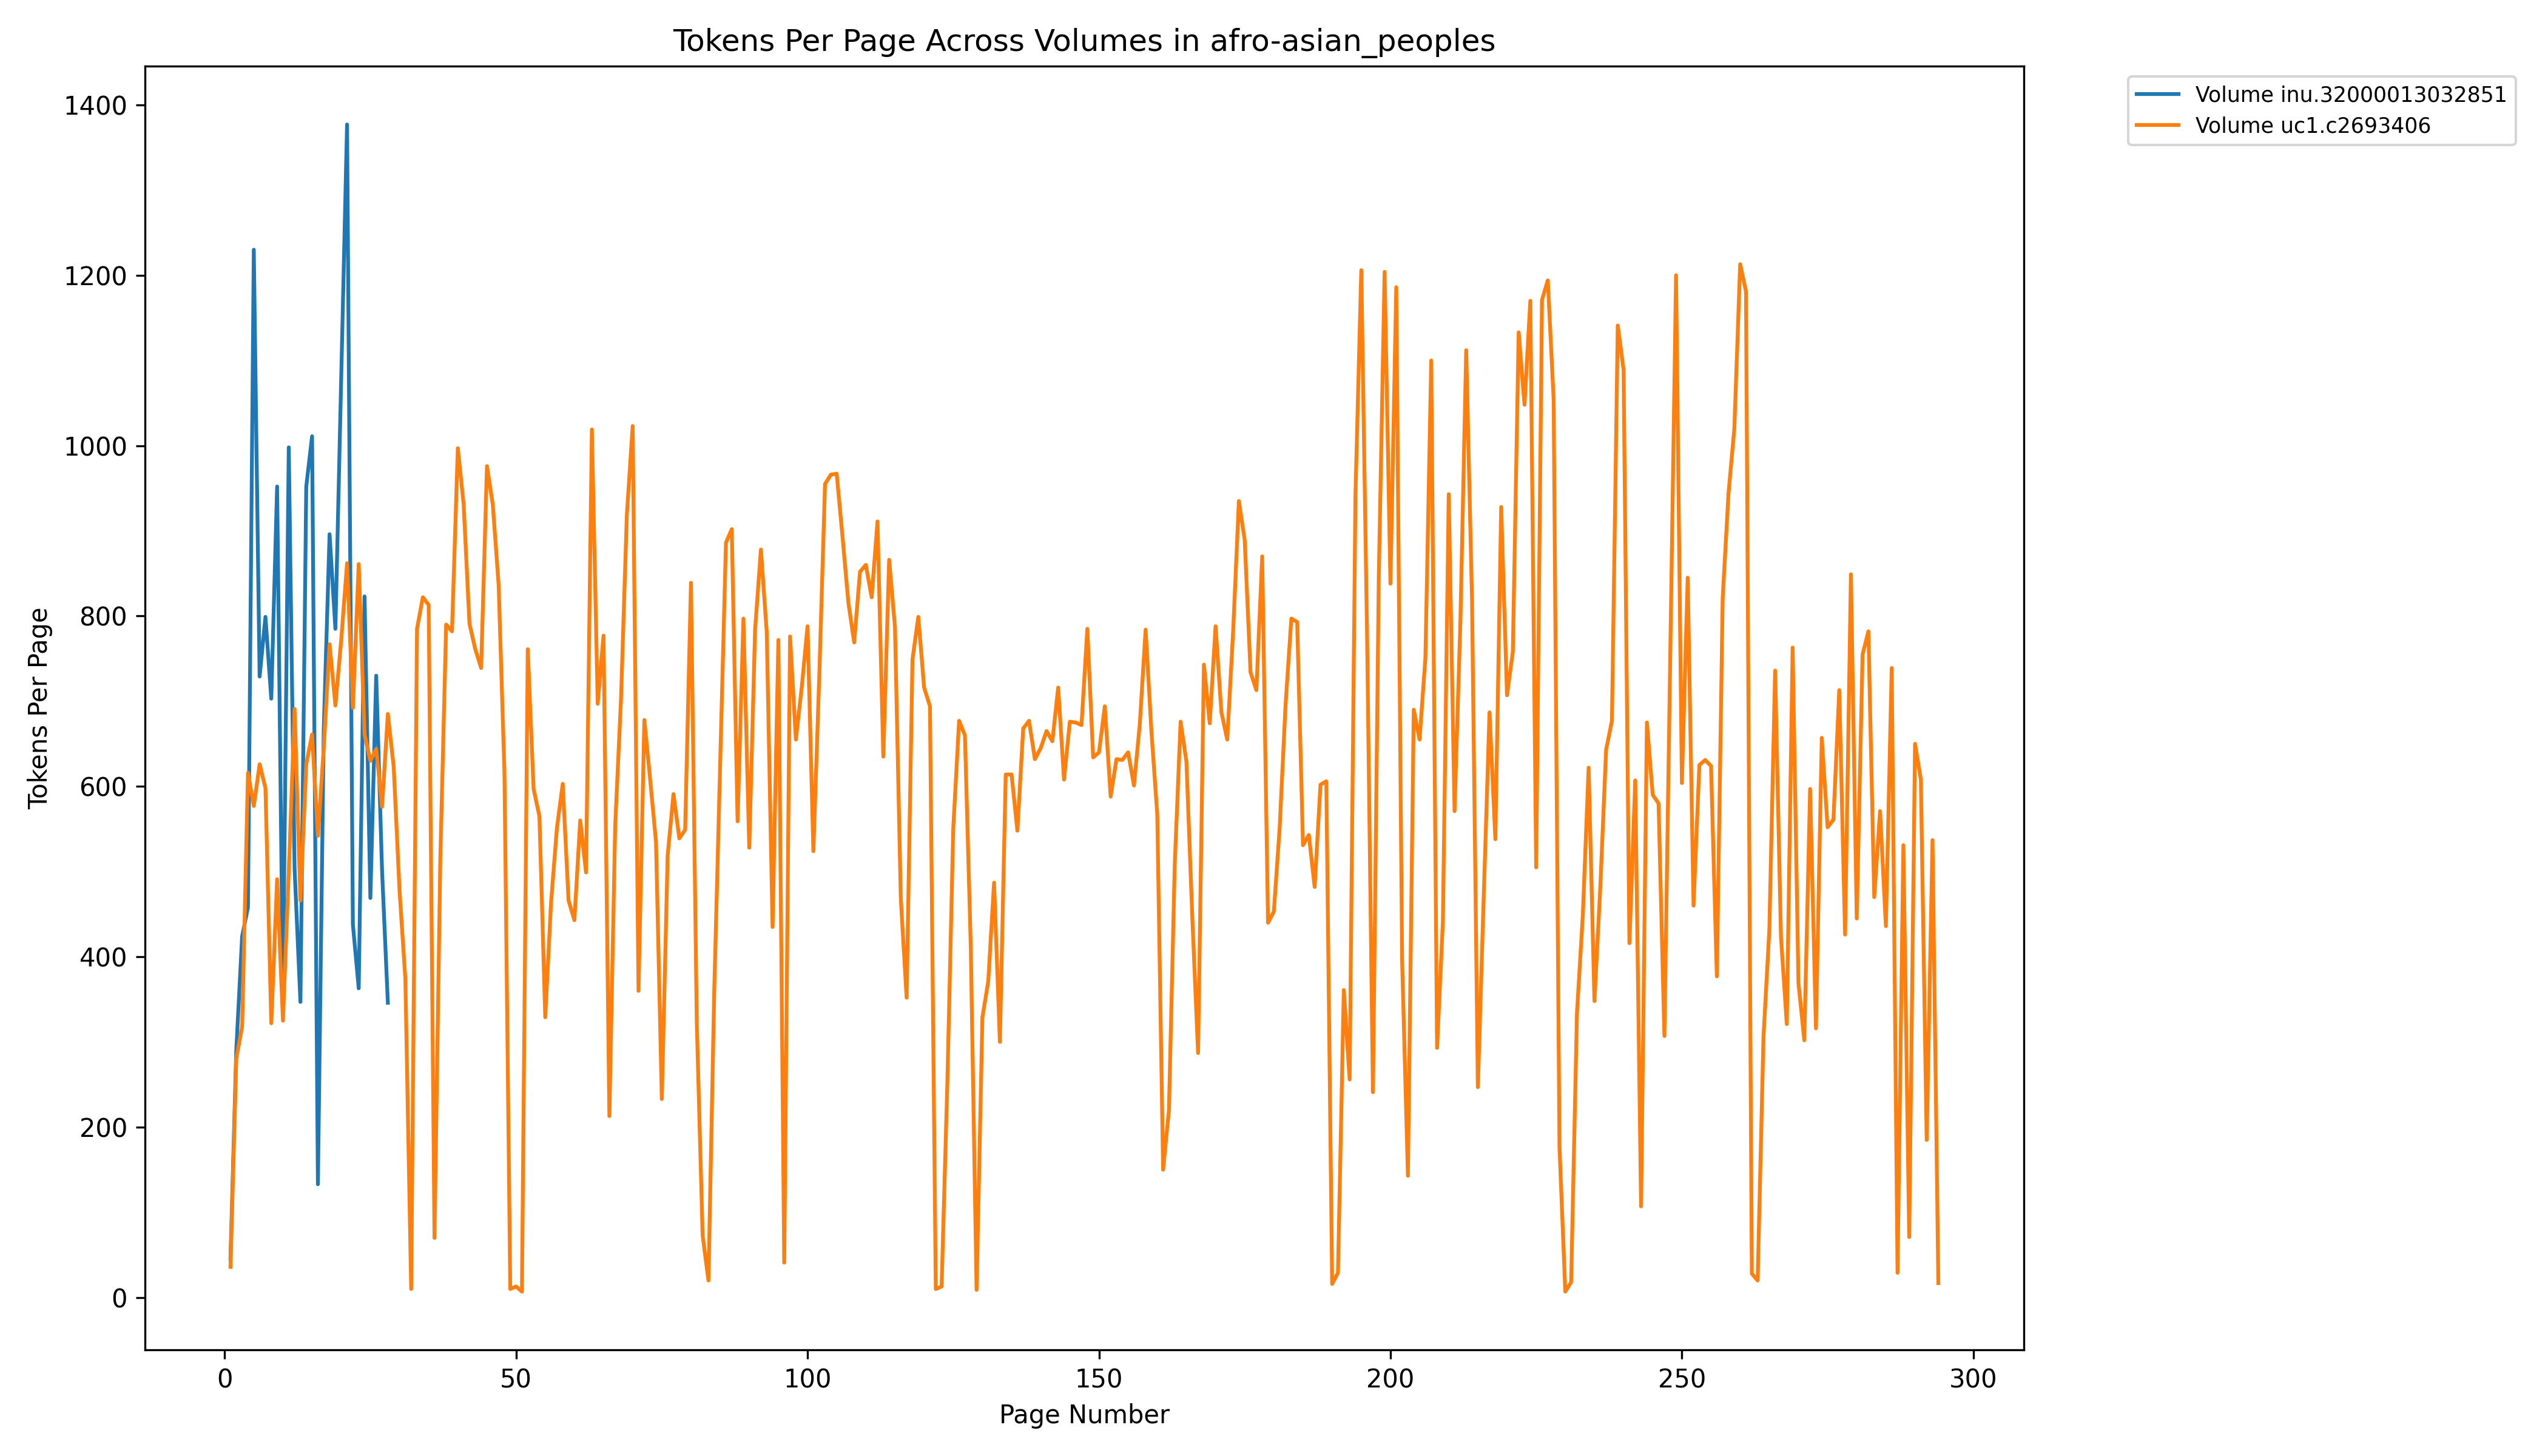 Tokens Per Page Across Volumes in afro-asian_peoples
Volume inu.32000013032851
Volume uc1.c2693406
Tokens Per Page
1400
1200
1000
800
600
400
200
0
0 50 100 150 200 250 300
Page Number